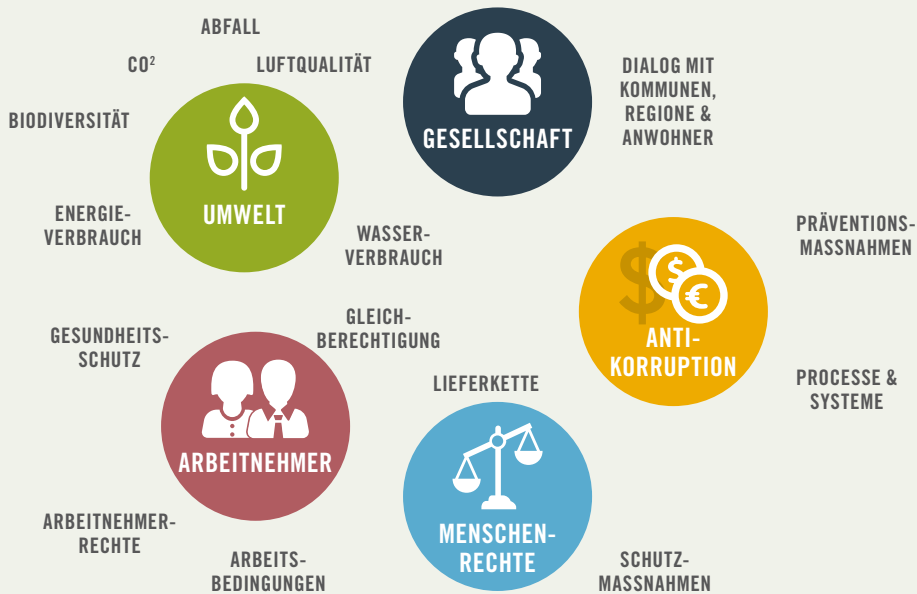 ABFALL
CO²
LUFTQUALITÄT
BIODIVERSITÄT
UMWELT
ENERGIE-
VERBRAUCH
WASSER-
VERBRAUCH
GESELLSCHAFT
DIALOG MIT
KOMMUNEN,
REGIONE &
ANWOHNER
PRÄVENTIONS-
MASSNAHMEN
$
$
€
ANTI-
KORRUPTION
PROCESSE &
SYSTEME
GESUNDHEITS-
SCHUTZ
GLEICH-
BERECHTIGUNG
ARBEITNEHMER
ARBEITNEHMER-
RECHTE
ARBEITS-
BEDINGUNGEN
LIEFERKETTE
MENSCHEN-
RECHTE
SCHUTZ-
MASSNAHMEN